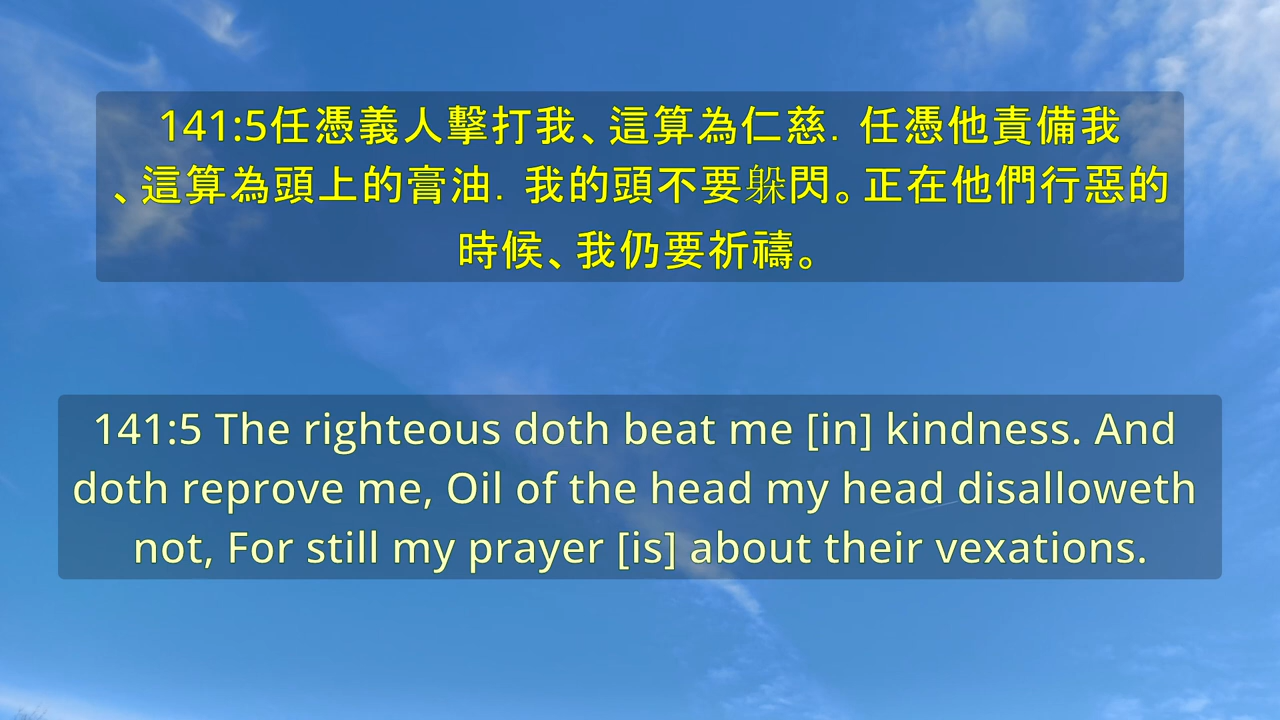 141:5任憑義人擊打我、這算為仁慈．任憑他責備我
、這算為頭上的膏油．我的頭不要躲閃。正在他們行惡的
時候、我仍要祈禱。
141:5 The righteous doth beat me [in] kindness. And
doth reprove me, Oil of the head my head disalloweth
not, For still my prayer [is] about their vexations.